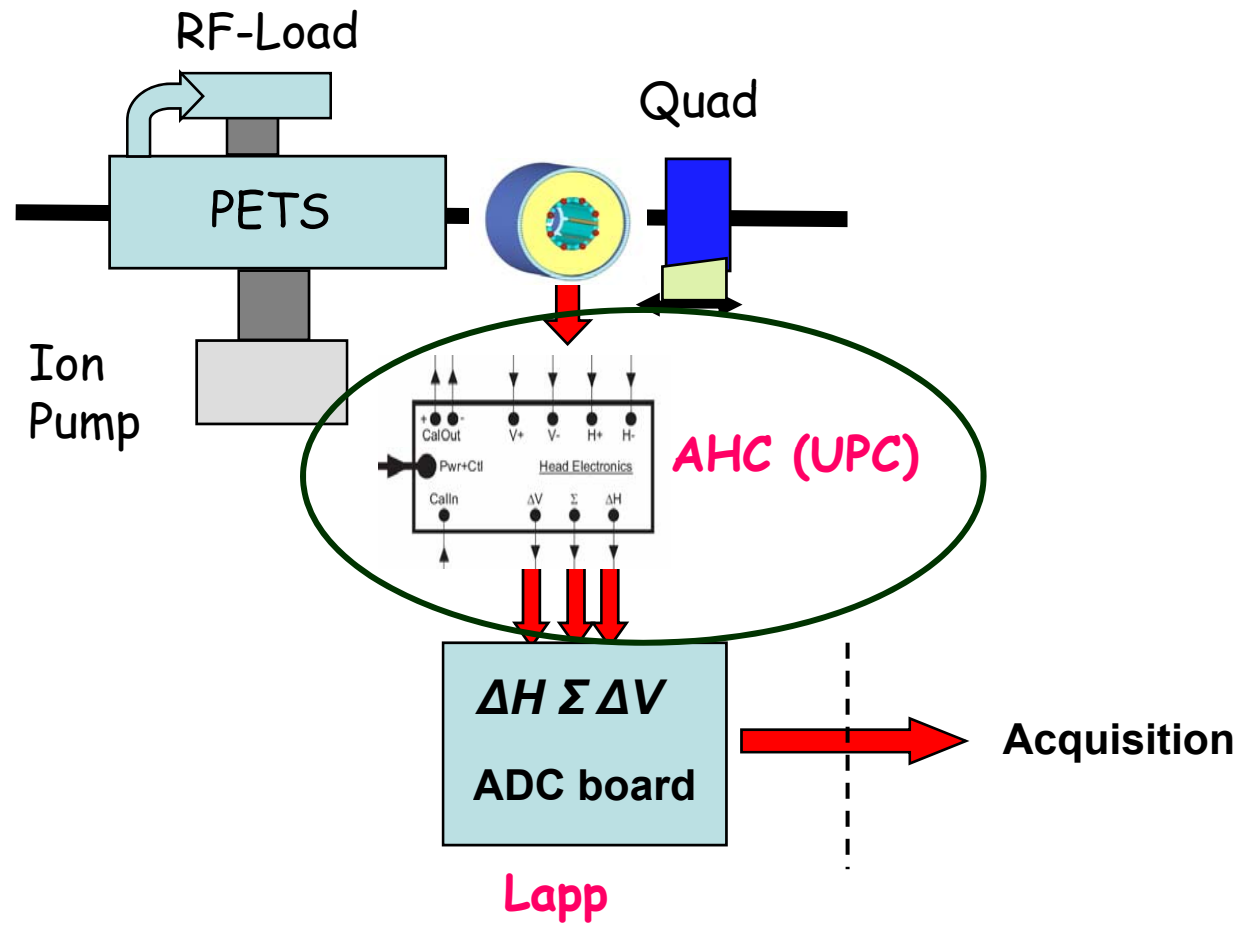 RF-Load
Quad
PETS
Ion
Pump
+ -
CalOut V+ V- H+ H-
Pwr+Ctl Head Electronics
CalIn ΔV Σ ΔH
AHC (UPC)
ΔH Σ ΔV
ADC board
Acquisition
Lapp